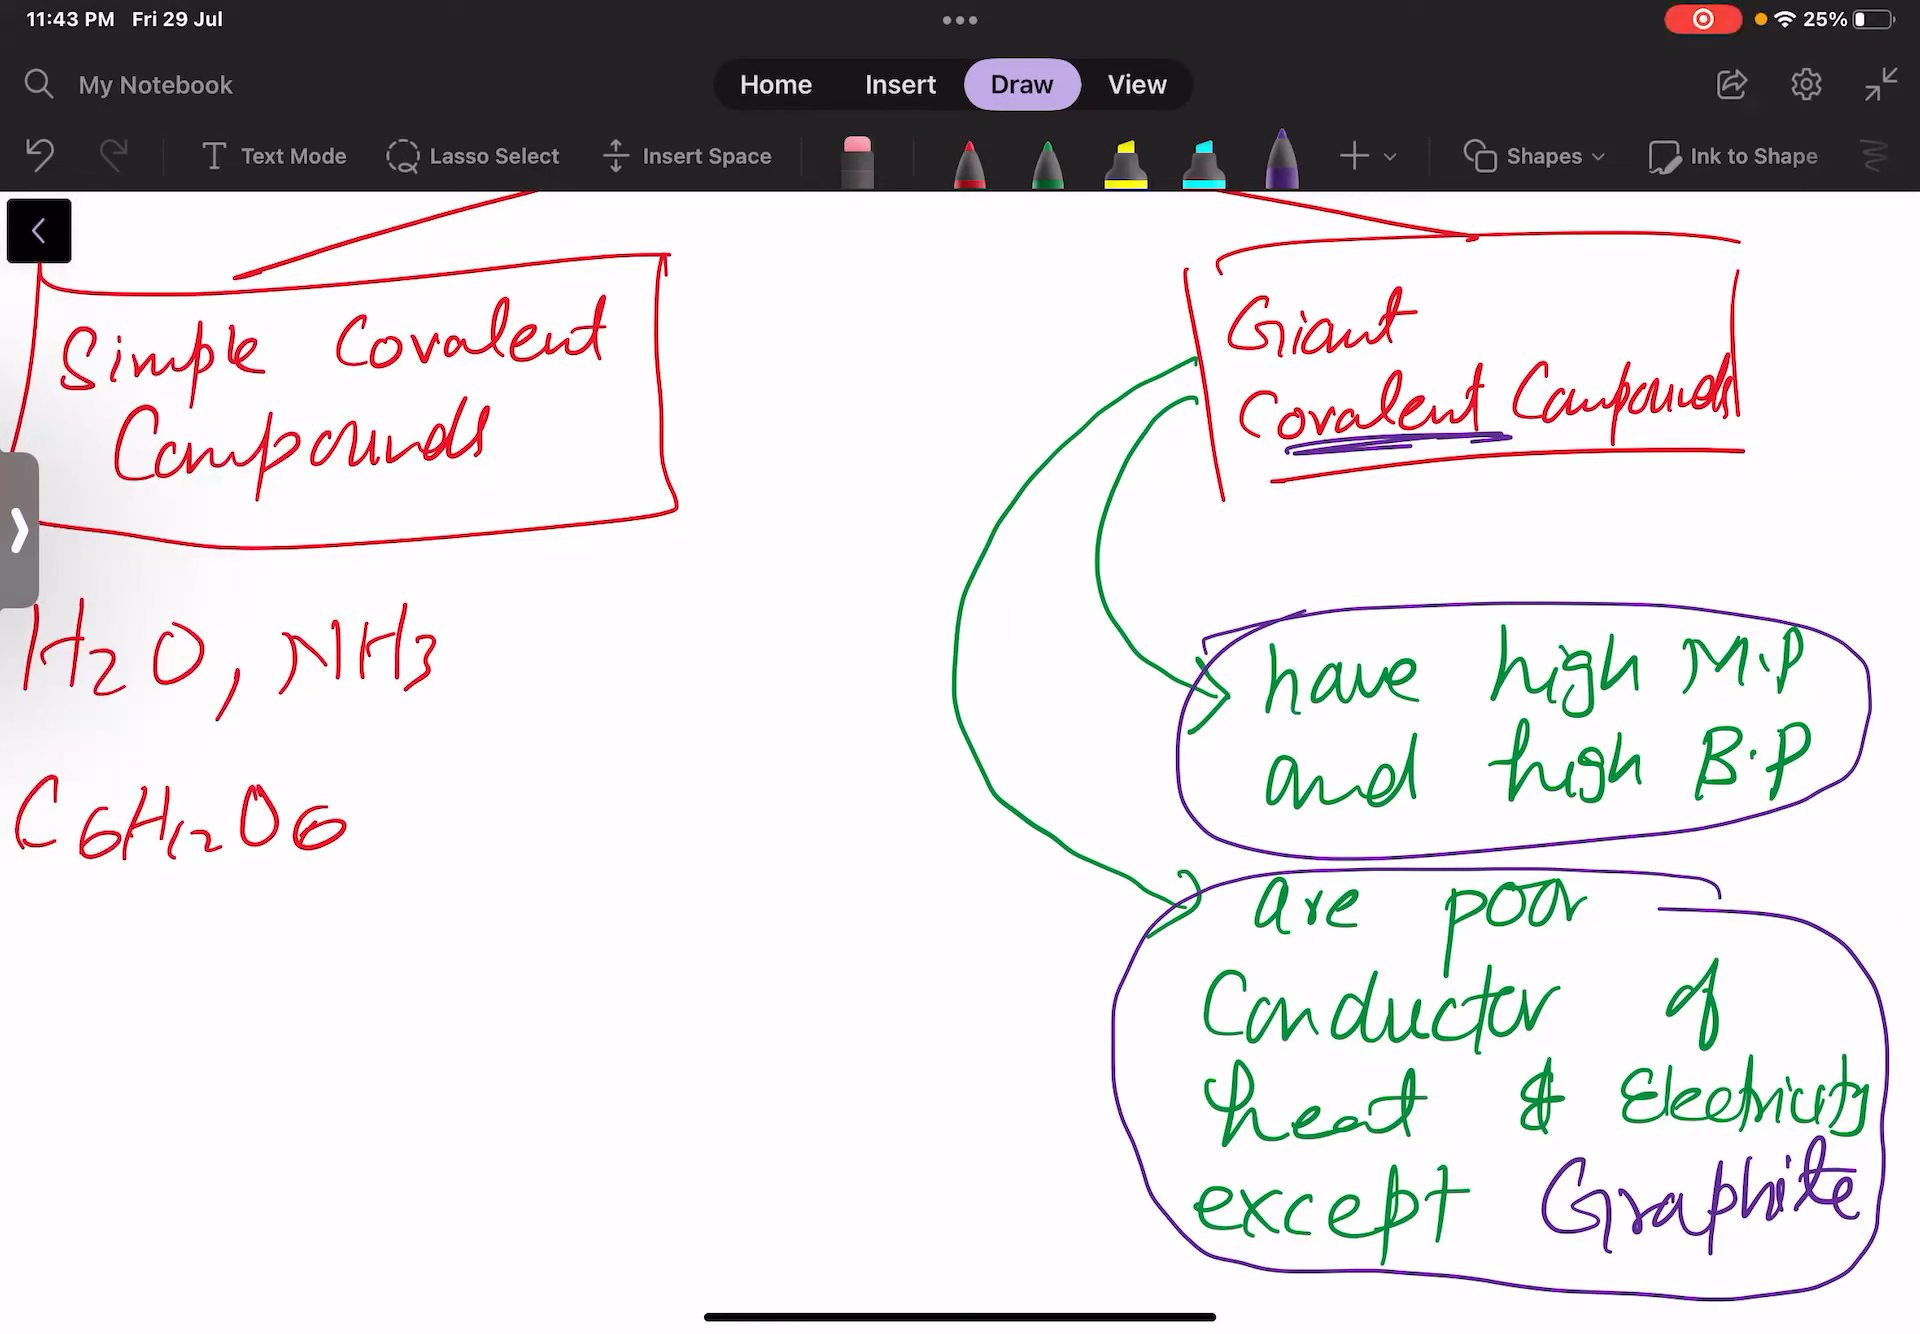 11:43 PM Fri 29 Jul
25%
My Notebook
Home Insert Draw View
Text Mode Lasso Select Insert Space Shapes Ink to Shape
Simple Covalent
Compounds
H2O, NH3
C6H12O6
Giant
Covalent Compounds
have high M.P
and high B.P
are poor
Conductor of
heat & Electricity
except Graphite